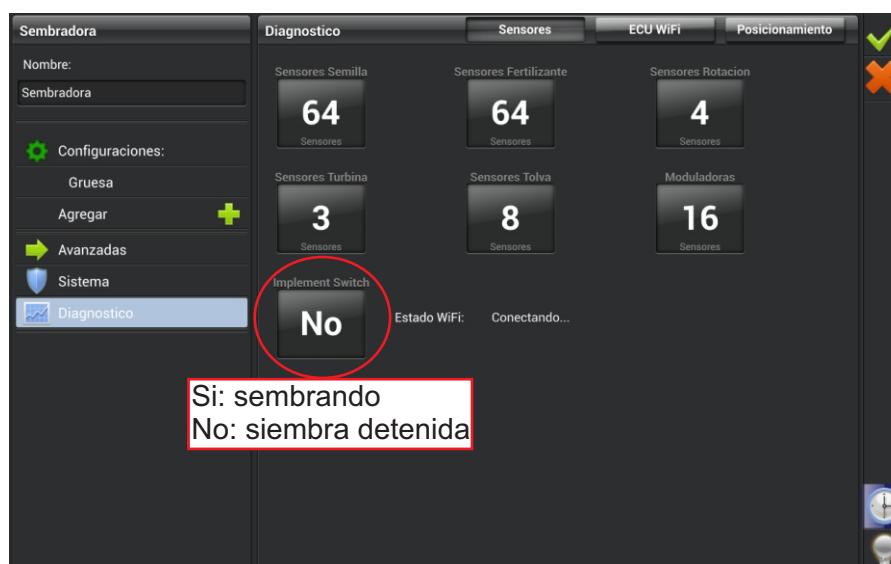 Sembradora
Nombre:
Sembradora
Configuraciones:
Gruesa
Agregar
Avanzadas
Sistema
Diagnostico
Diagnostico
Sensores
ECU WiFi
Posicionamiento
Sensores Semilla
64
Sensores
Sensores Fertilizante
64
Sensores
Sensores Rotacion
4
Sensores
Sensores Turbina
3
Sensores
Sensores Tolva
8
Sensores
Moduladoras
16
Sensores
Implement Switch
No
Estado WiFi: Conectando...
Si: sembrando
No: siembra detenida